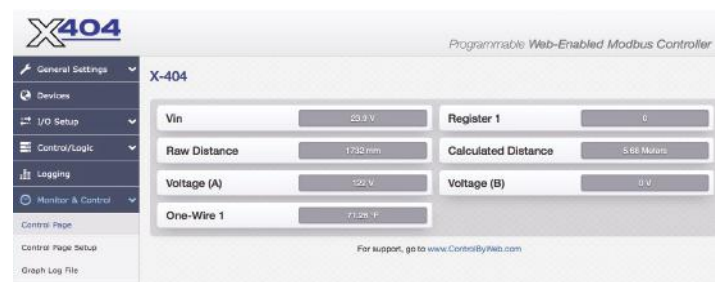 X404
Programmable Web-Enabled Modbus Controller
General Settings
Devices
I/O Setup
Control/Logic
Logging
Monitor & Control
Control Page
Control Page Setup
Graph Log File
X-404
Vin 23.9 V Register 1 0
Raw Distance 1732 mm Calculated Distance 5.68 Meters
Voltage (A) 122 V Voltage (B) 0 V
One-Wire 1 71.26 °F
For support, go to www.ControlByWeb.com